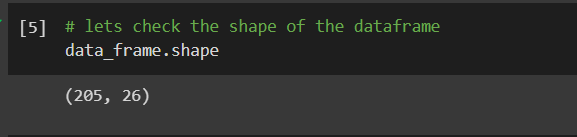 [5] # lets check the shape of the dataframe
data_frame.shape
(205, 26)